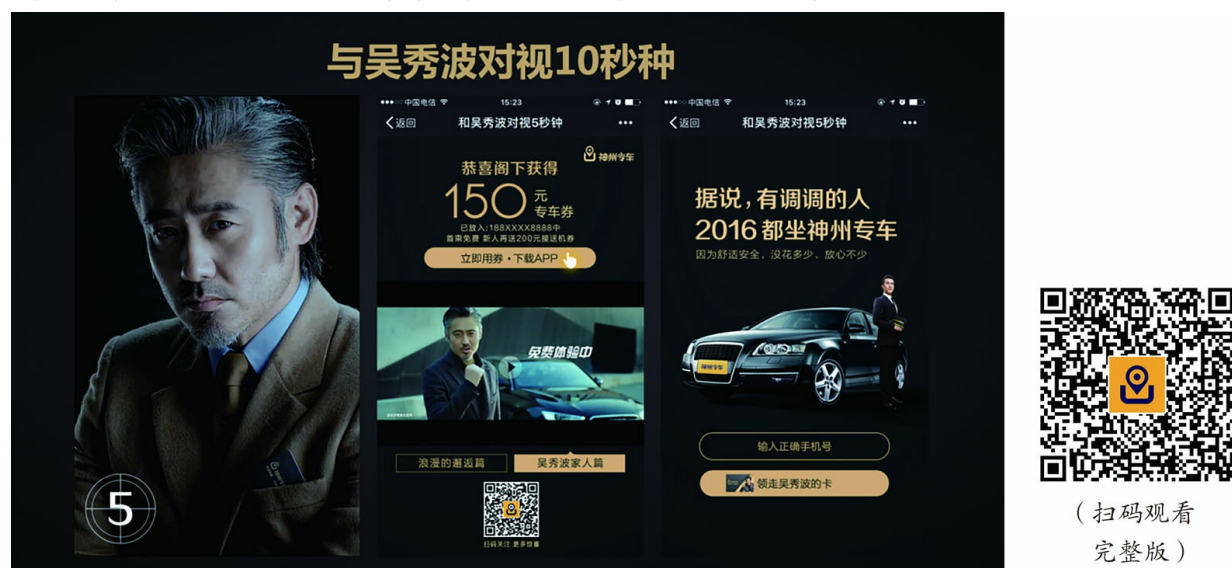 与吴秀波对视10秒种
5
中国电信
15:23
返回
和吴秀波对视5秒钟
神州专车
恭喜阁下获得
150元
专车券
已放入:188XXXX8888中
首乘免费 新人再送200元接送机券
立即用券·下载APP
免费体验中
浪漫的邂逅篇
吴秀波家人篇
扫码关注 更多惊喜
中国电信
15:23
返回
和吴秀波对视5秒钟
据说，有调调的人
2016都坐神州专车
因为舒适安全、没花多少、放心不少
神州专车
输入正确手机号
领走吴秀波的卡
（扫码观看
完整版）